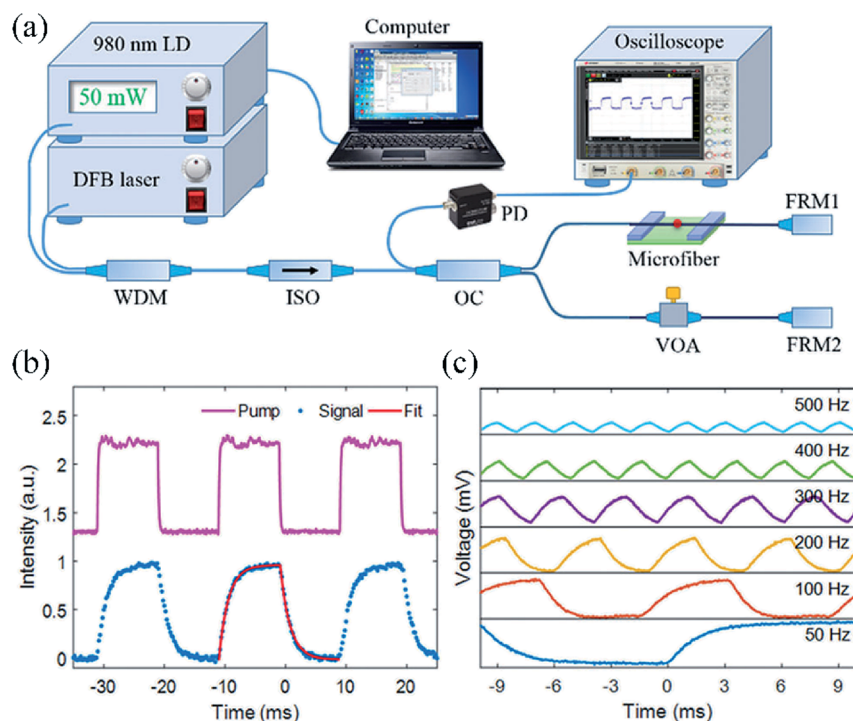 (a)
980 nm LD
50 mW
DFB laser
Computer
Oscilloscope
PD
FRM1
Microfiber
WDM
ISO
OC
VOA
FRM2
(b)
Pump Signal Fit
2.5
2
1.5
1
0.5
0
Intensity (a.u.)
-30 -20 -10 0 10 20
Time (ms)
(c)
500 Hz
400 Hz
300 Hz
200 Hz
100 Hz
50 Hz
Voltage (mV)
-9 -6 -3 0 3 6 9
Time (ms)